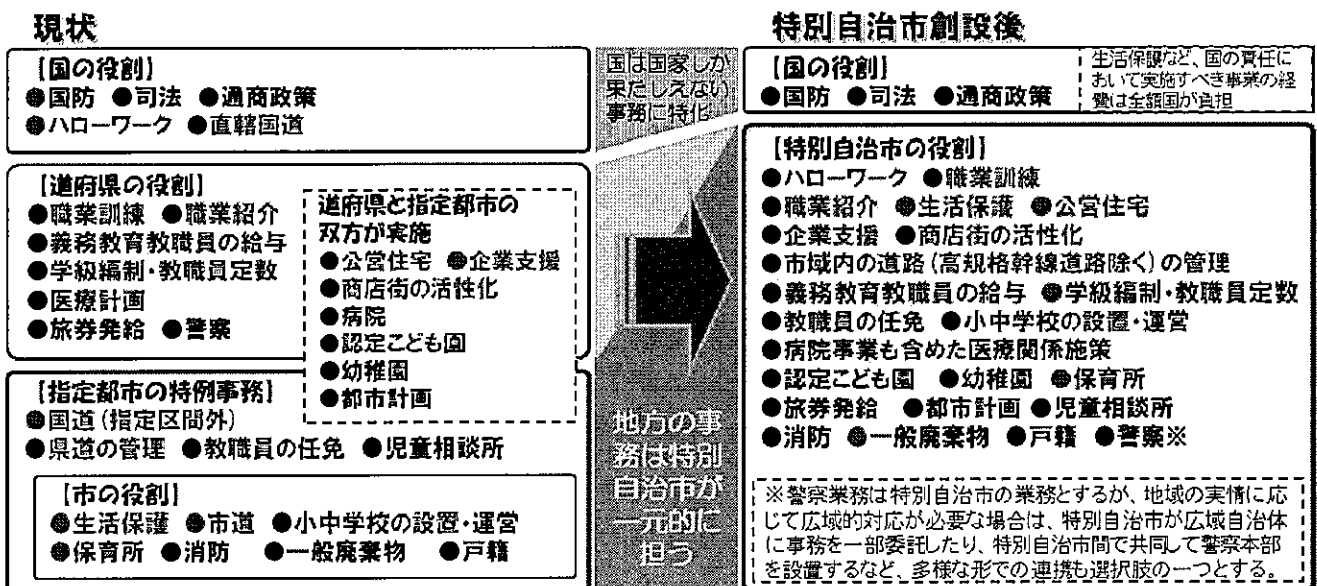 現状
【国の役割】
●国防 ●司法 ●通商政策
●ハローワーク ●直轄国道
【道府県の役割】
●職業訓練 ●職業紹介
●義務教育教職員の給与
●学級編制・教職員定数
●医療計画
●旅券発給 ●警察
道府県と指定都市の
双方が実施
●公営住宅 ●企業支援
●商店街の活性化
●病院
●認定こども園
●幼稚園
●都市計画
【指定都市の特例事務】
●国道(指定区間外)
●県道の管理 ●教職員の任免 ●児童相談所
【市の役割】
●生活保護 ●市道 ●小中学校の設置・運営
●保育所 ●消防 ●一般廃棄物 ●戸籍
国は国家しか
果たしえない
事務に特化
地方の事
務は特別
自治市が
一元的に
担う
特別自治市創設後
【国の役割】
●国防 ●司法 ●通商政策
生活保護など、国の責任に
おいて実施すべき事業の経
費は全額国が負担
【特別自治市の役割】
●ハローワーク ●職業訓練
●職業紹介 ●生活保護 ●公営住宅
●企業支援 ●商店街の活性化
●市域内の道路(高規格幹線道路除く)の管理
●義務教育教職員の給与 ●学級編制・教職員定数
●教職員の任免 ●小中学校の設置・運営
●病院事業も含めた医療関係施策
●認定こども園 ●幼稚園 ●保育所
●旅券発給 ●都市計画 ●児童相談所
●消防 ●一般廃棄物 ●戸籍 ●警察※
※警察業務は特別自治市の業務とするが、地域の実情に応
じて広域的対応が必要な場合は、特別自治市が広域自治体
に事務を一部委託したり、特別自治市間で共同して警察本部
を設置するなど、多様な形での連携も選択肢の一つとする。